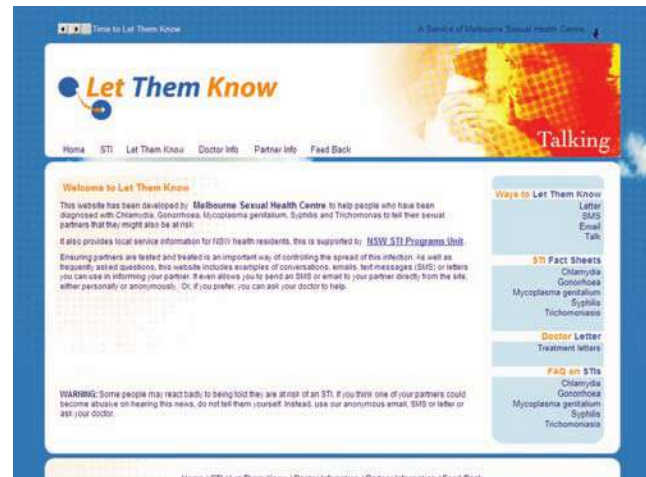 Time to Let Them Know
A Service of Melbourne Sexual Health Centre
Let Them Know
Talking
Home STI Let Them Know Doctor Info Partner Info Feed Back
Welcome to Let Them Know
This website has been developed by Melbourne Sexual Health Centre to help people who have been
diagnosed with Chlamydia, Gonorrhoea, Mycoplasma genitalium, Syphilis and Trichomonas to tell their sexual
partners that they might also be at risk.
It also provides local service information for NSW health residents, this is supported by NSW STI Programs Unit.
Ensuring partners are tested and treated is an important way of controlling the spread of this infection. As well as
frequently asked questions, this website includes examples of conversations, emails, text messages (SMS) or letters
you can use in informing your partner. It even allows you to send an SMS or email to your partner directly from the site,
either personally or anonymously. Or, if you prefer, you can ask your doctor to help.
WARNING: Some people may react badly to being told they are at risk of an STI. If you think one of your partners could
become abusive on hearing this news, do not tell them yourself. Instead, use our anonymous email, SMS or letter or
ask your doctor.
Ways to Let Them Know
Letter
SMS
Email
Talk
STI Fact Sheets
Chlamydia
Gonorrhoea
Mycoplasma genitalium
Syphilis
Trichomoniasis
Doctor Letter
Treatment letters
FAQ on STIs
Chlamydia
Gonorrhoea
Mycoplasma genitalium
Syphilis
Trichomoniasis